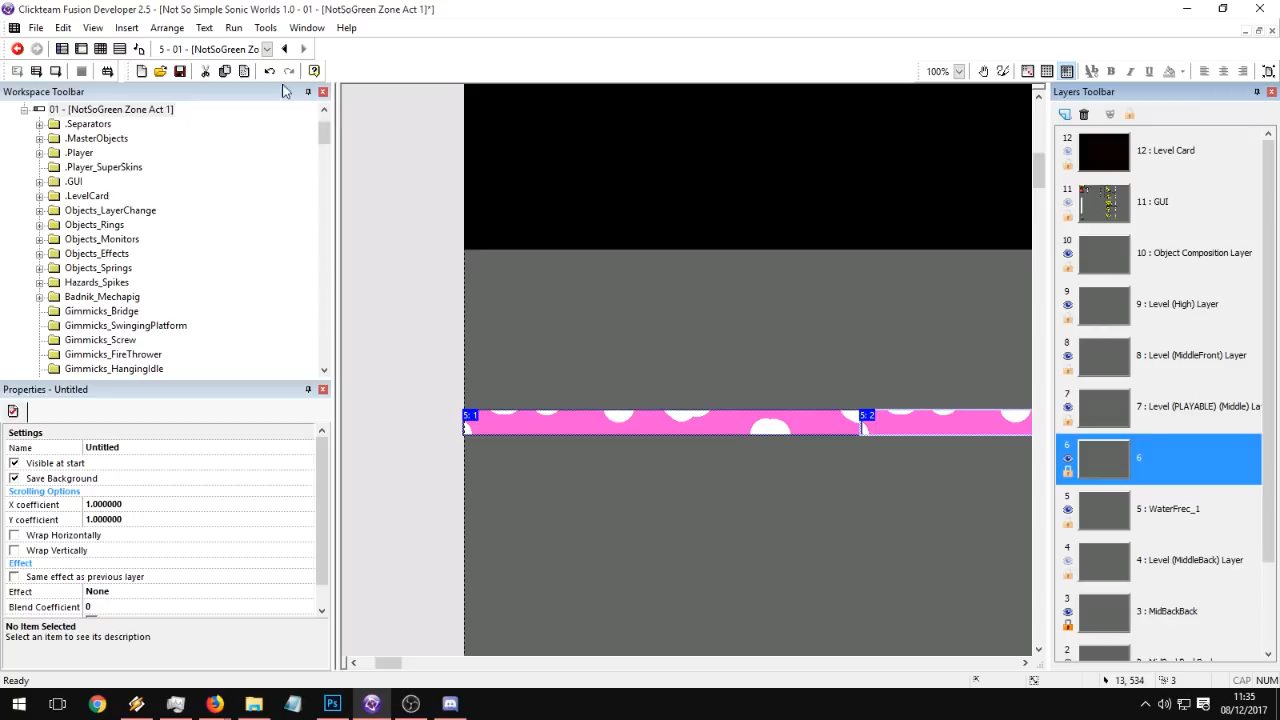 Clickteam Fusion Developer 2.5 - [Not So Simple Sonic Worlds 1.0 - 01 - [NotSoGreen Zone Act 1]*]
File Edit View Insert Arrange Text Run Tools Window Help
5 - 01 - [NotSoGreen Zo
100% B I U
Workspace Toolbar
01 - [NotSoGreen Zone Act 1]
.Separators
.MasterObjects
.Player
.Player_SuperSkins
.GUI
.LevelCard
Objects_LayerChange
Objects_Rings
Objects_Monitors
Objects_Effects
Objects_Springs
Hazards_Spikes
Badnik_Mechapig
Gimmicks_Bridge
Gimmicks_SwingingPlatform
Gimmicks_Screw
Gimmicks_FireThrower
Gimmicks_HangingIdle
Properties - Untitled
Settings
Name Untitled
Visible at start
Save Background
Scrolling Options
X coefficient 1.000000
Y coefficient 1.000000
Wrap Horizontally
Wrap Vertically
Effect
Same effect as previous layer
Effect None
Blend Coefficient 0
No Item Selected
Select an item to see its description
5: 1
5: 2
Layers Toolbar
12
12 : Level Card
11
11 : GUI
10
10 : Object Composition Layer
9
9 : Level (High) Layer
8
8 : Level (MiddleFront) Layer
7
7 : Level (PLAYABLE) (Middle) La
6
6
5
5 : WaterFrec_1
4
4 : Level (MiddleBack) Layer
3
3 : MidBackBack
2
Ready
13, 534
3
CAP NUM
Ps
11:35
08/12/2017